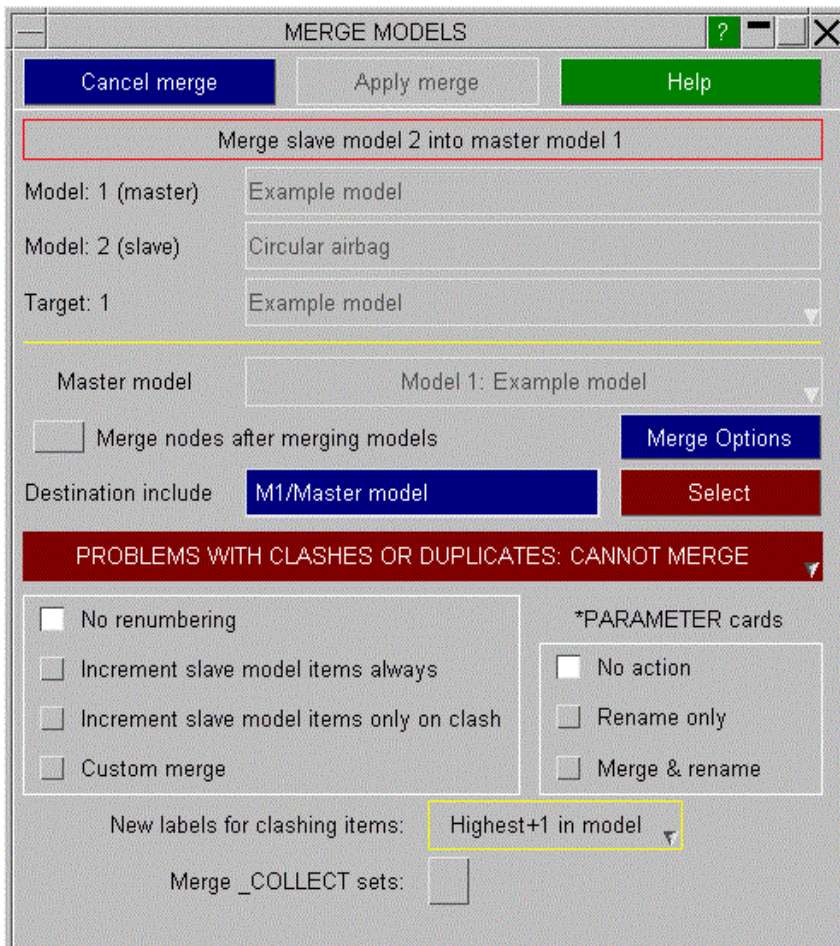 MERGE MODELS ?
Cancel merge Apply merge Help
Merge slave model 2 into master model 1
Model: 1 (master) Example model
Model: 2 (slave) Circular airbag
Target: 1 Example model
Master model Model 1: Example model
Merge nodes after merging models Merge Options
Destination include M1/Master model Select
PROBLEMS WITH CLASHES OR DUPLICATES: CANNOT MERGE
No renumbering *PARAMETER cards
Increment slave model items always No action
Increment slave model items only on clash Rename only
Custom merge Merge & rename
New labels for clashing items: Highest+1 in model
Merge _COLLECT sets: